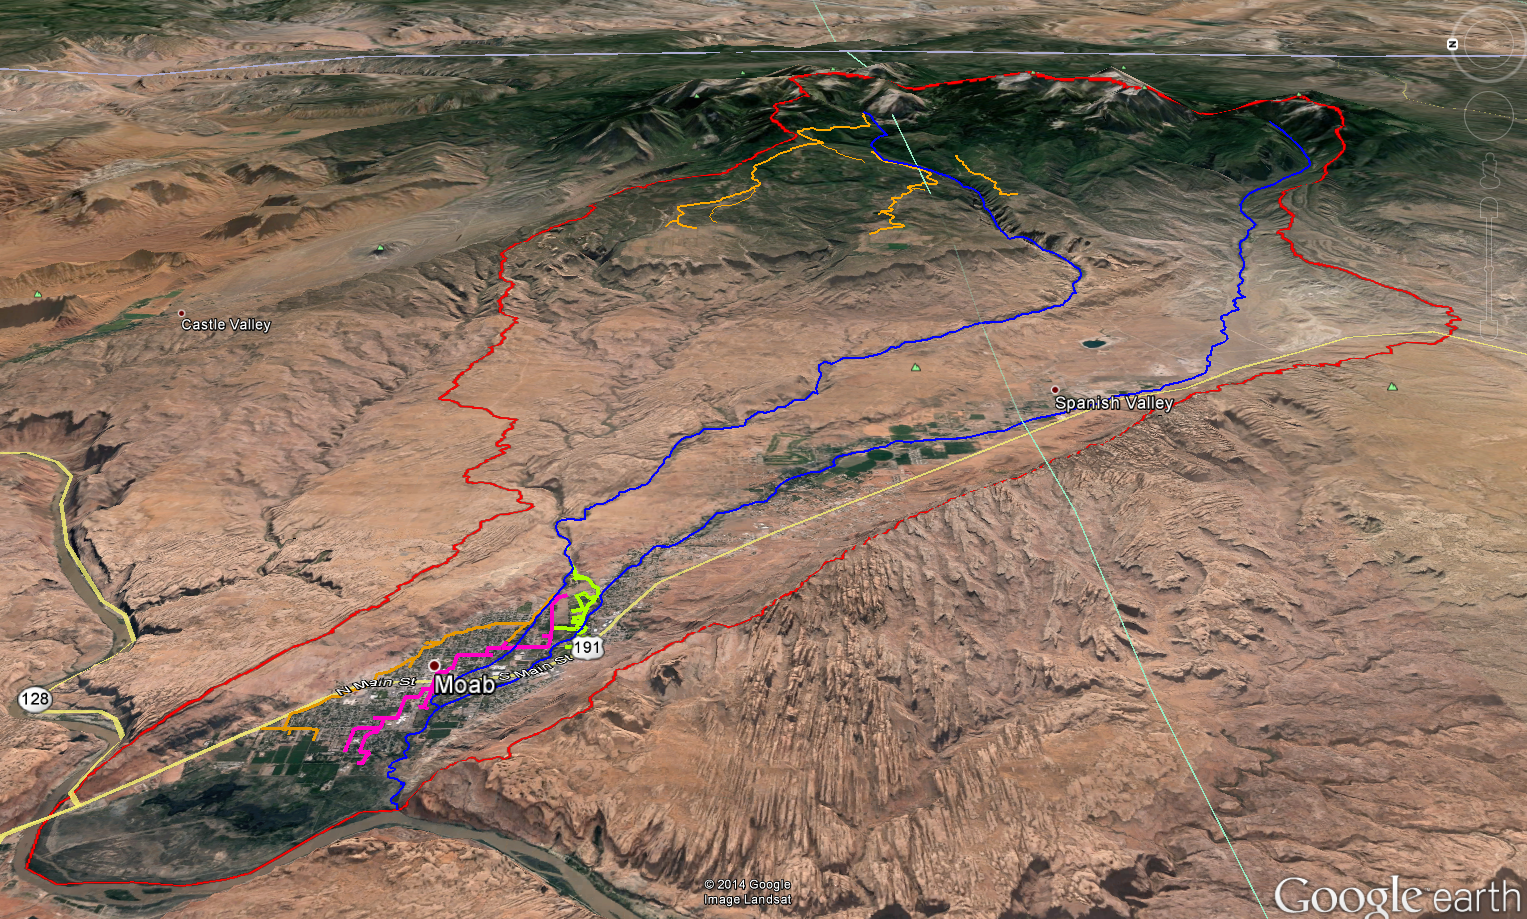 N
Castle Valley
Spanish Valley
191
N Main St
S Main St
Moab
128
© 2014 Google
Image Landsat
Google earth